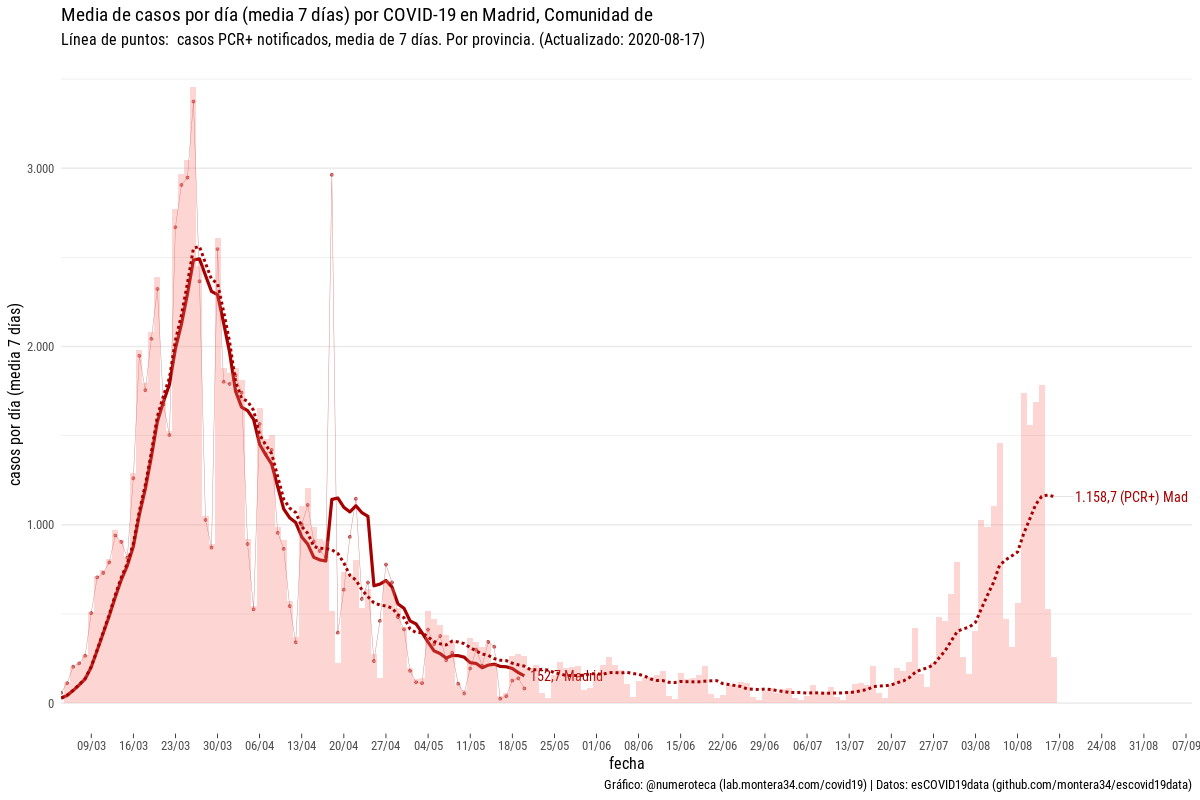 Media de casos por día (media 7 días) por COVID-19 en Madrid, Comunidad de
Línea de puntos:  casos PCR+ notificados, media de 7 días. Por provincia. (Actualizado: 2020-08-17)
casos por día (media 7 días)
3.000
2.000
1.000
0
1.158,7 (PCR+) Mad
152,7 Madrid
09/03 16/03 23/03 30/03 06/04 13/04 20/04 27/04 04/05 11/05 18/05 25/05 01/06 08/06 15/06 22/06 29/06 06/07 13/07 20/07 27/07 03/08 10/08 17/08 24/08 31/08 07/09
fecha
Gráfico: @numeroteca (lab.montera34.com/covid19) | Datos: esCOVID19data (github.com/montera34/escovid19data)